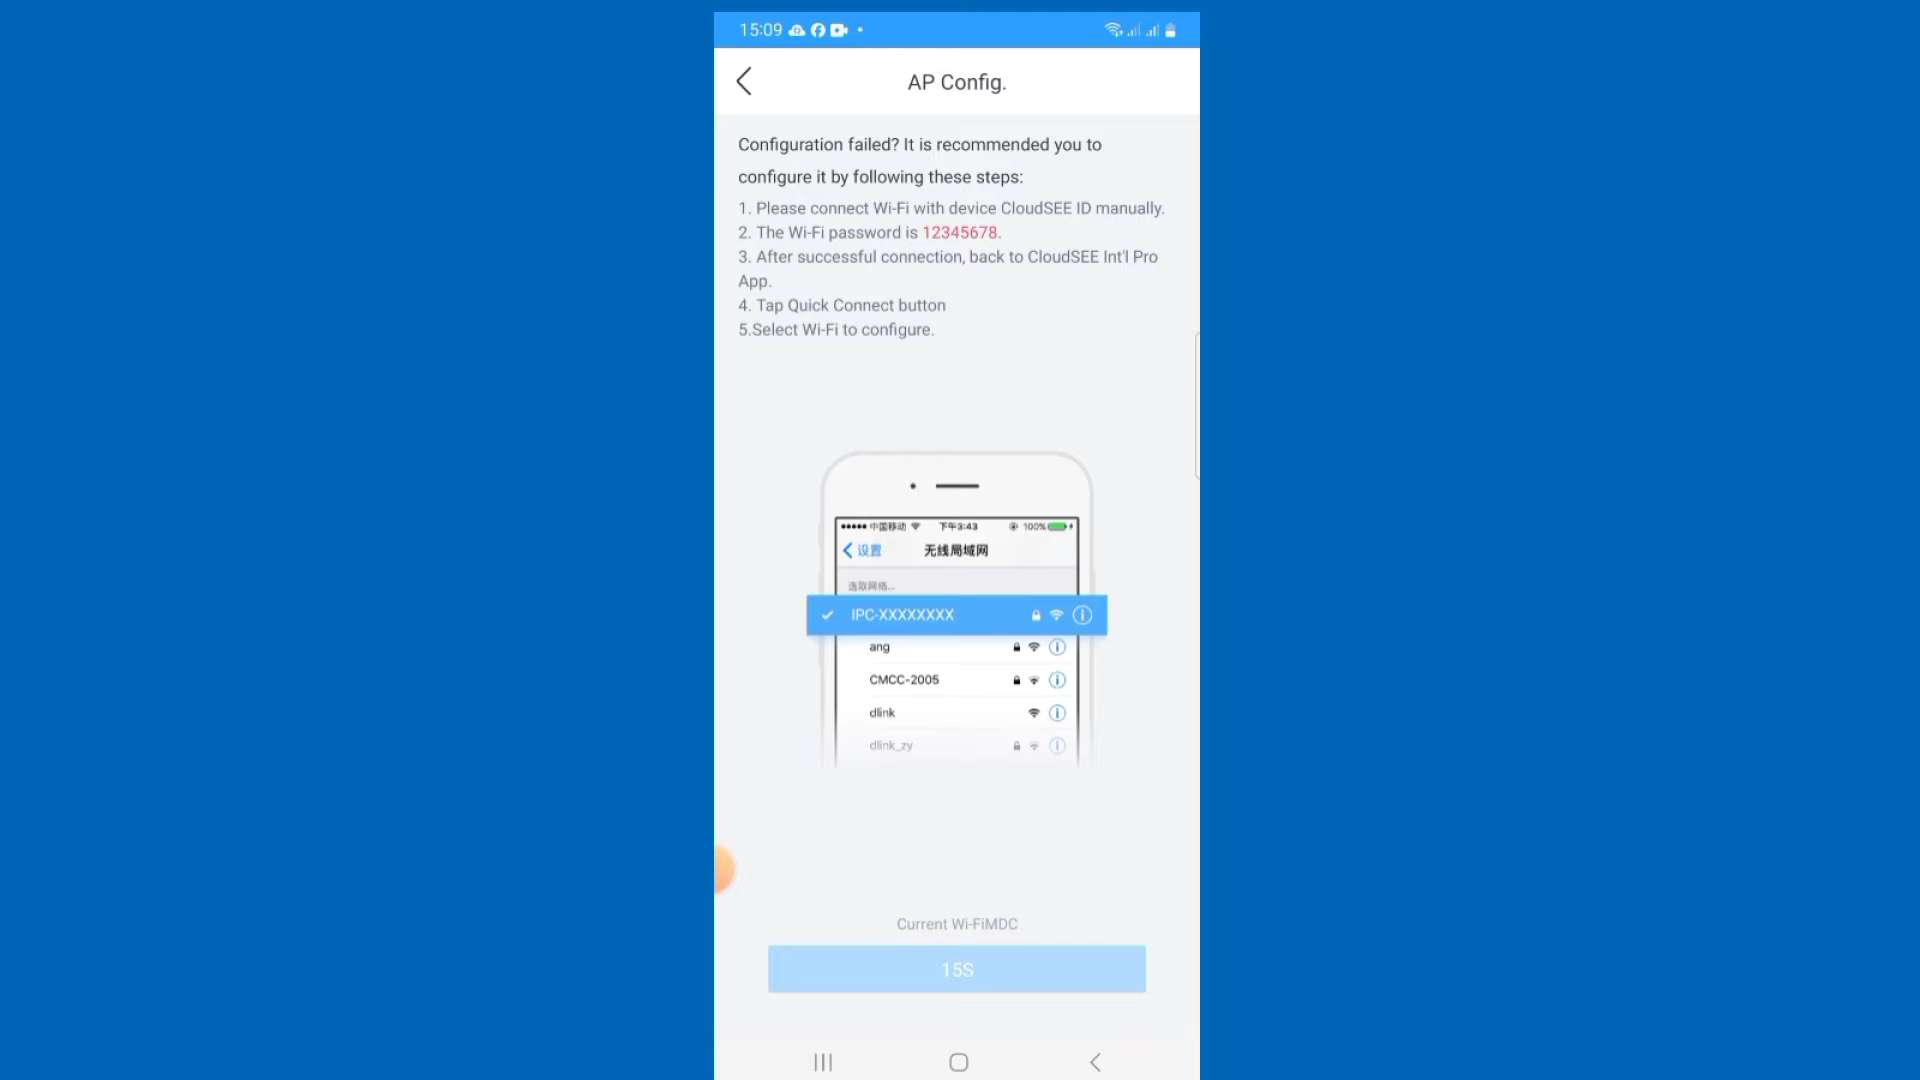 15:09
AP Config.
Configuration failed? It is recommended you to
configure it by following these steps:
1. Please connect Wi-Fi with device CloudSEE ID manually.
2. The Wi-Fi password is 12345678.
3. After successful connection, back to CloudSEE Int'l Pro
App.
4. Tap Quick Connect button
5.Select Wi-Fi to configure.
中国移动 下午3:43 100%
设置 无线局域网
选取网络...
IPC-XXXXXXXX
ang
CMCC-2005
dlink
dlink_zy
Current Wi-FiMDC
15S